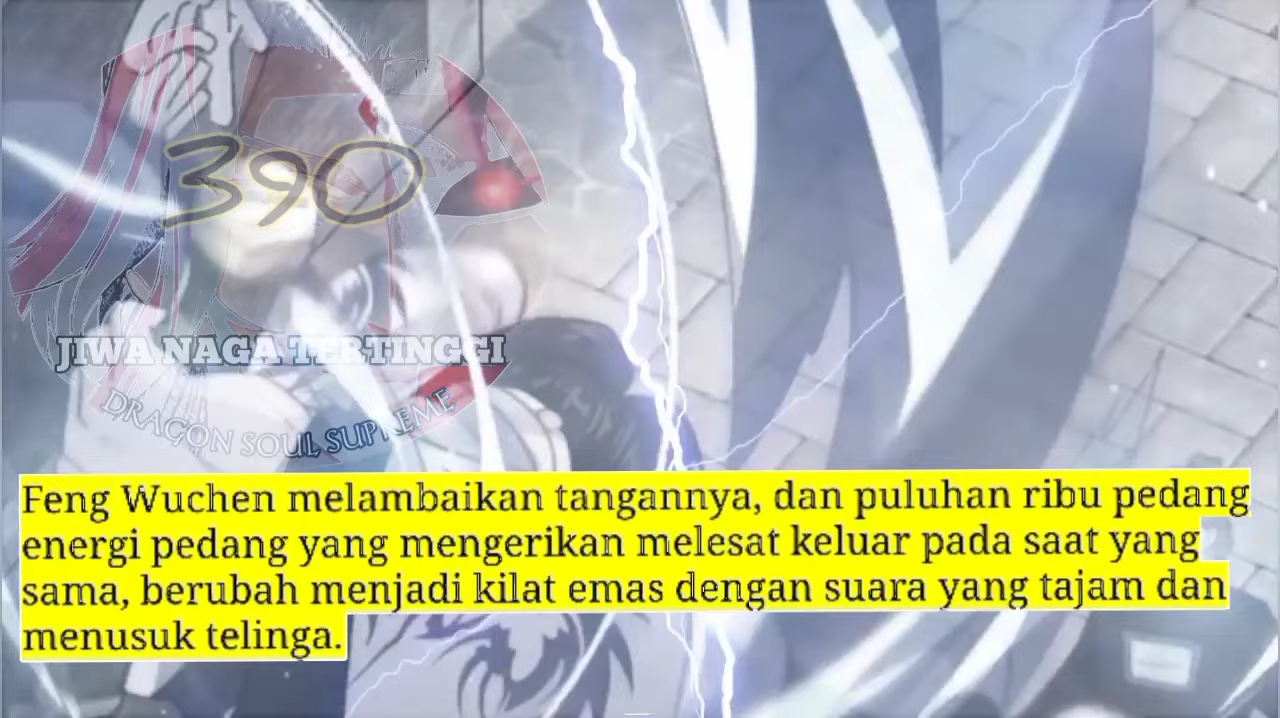 390
JIWA NAGA TERTINGGI
DRAGON SOUL SUPREME
Feng Wuchen melambaikan tangannya, dan puluhan ribu pedang
energi pedang yang mengerikan melesat keluar pada saat yang
sama, berubah menjadi kilat emas dengan suara yang tajam dan
menusuk telinga.